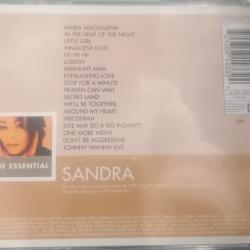 MARIA MAGDALENA
IN THE HEAT OF THE NIGHT
LITTLE GIRL
INNOCENT LOVE
HI! HI! HI!
LOREEN
MIDNIGHT MAN
EVERLASTING LOVE
STOP FOR A MINUTE
HEAVEN CAN WAIT
SECRET LAND
WE'LL BE TOGETHER
AROUND MY HEART
HIROSHIMA
(LIFE MAY BE) A BIG INSANITY
ONE MORE NIGHT
DON'T BE AGGRESSIVE
JOHNNY WANNA LIVE
THE ESSENTIAL
SANDRA